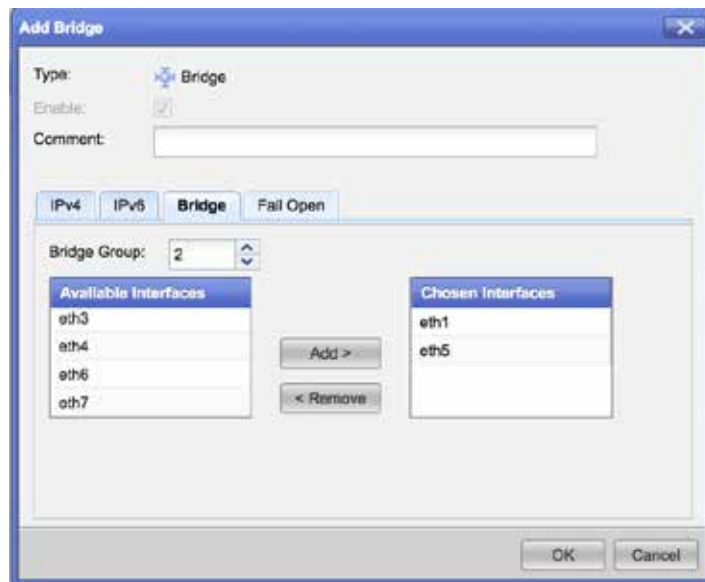 Add Bridge
Type: Bridge
Enable:
Comment:
IPv4 IPv6 Bridge Fail Open
Bridge Group: 2
Available Interfaces
eth3
eth4
eth6
eth7
Add >
< Remove
Chosen Interfaces
eth1
eth5
OK Cancel